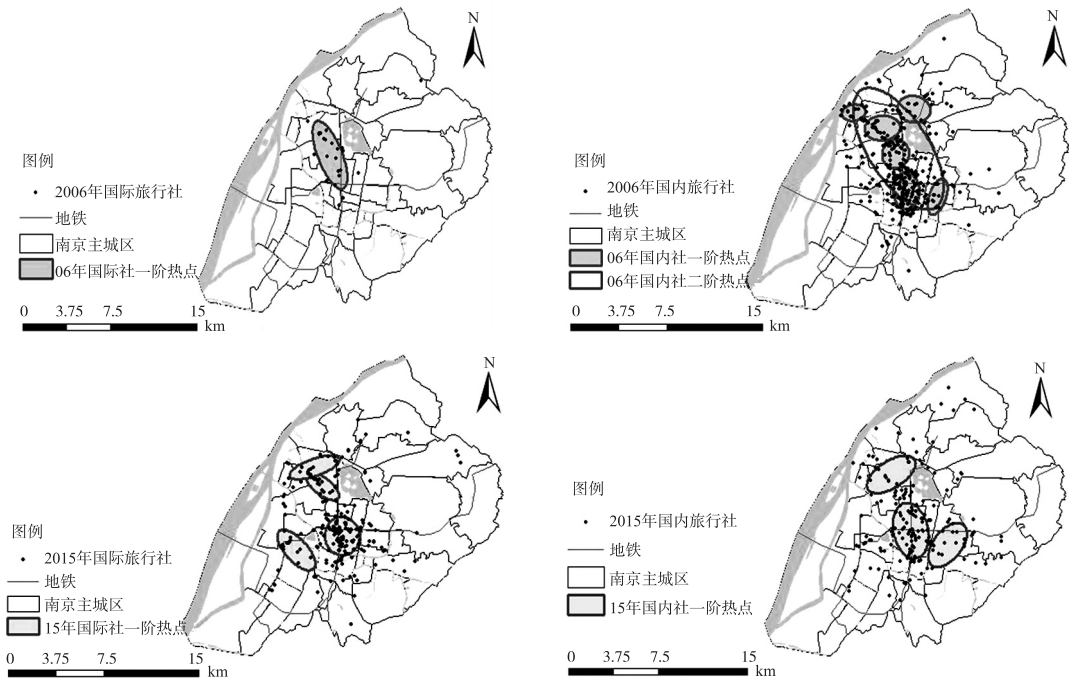 N
图例
2006年国际旅行社
地铁
南京主城区
06年国际社一阶热点
0 3.75 7.5 15
km
N
图例
2006年国内旅行社
地铁
南京主城区
06年国内社一阶热点
06年国内社二阶热点
0 3.75 7.5 15
km
N
图例
2015年国际旅行社
地铁
南京主城区
15年国际社一阶热点
0 3.75 7.5 15
km
N
图例
2015年国内旅行社
地铁
南京主城区
15年国内社一阶热点
0 3.75 7.5 15
km